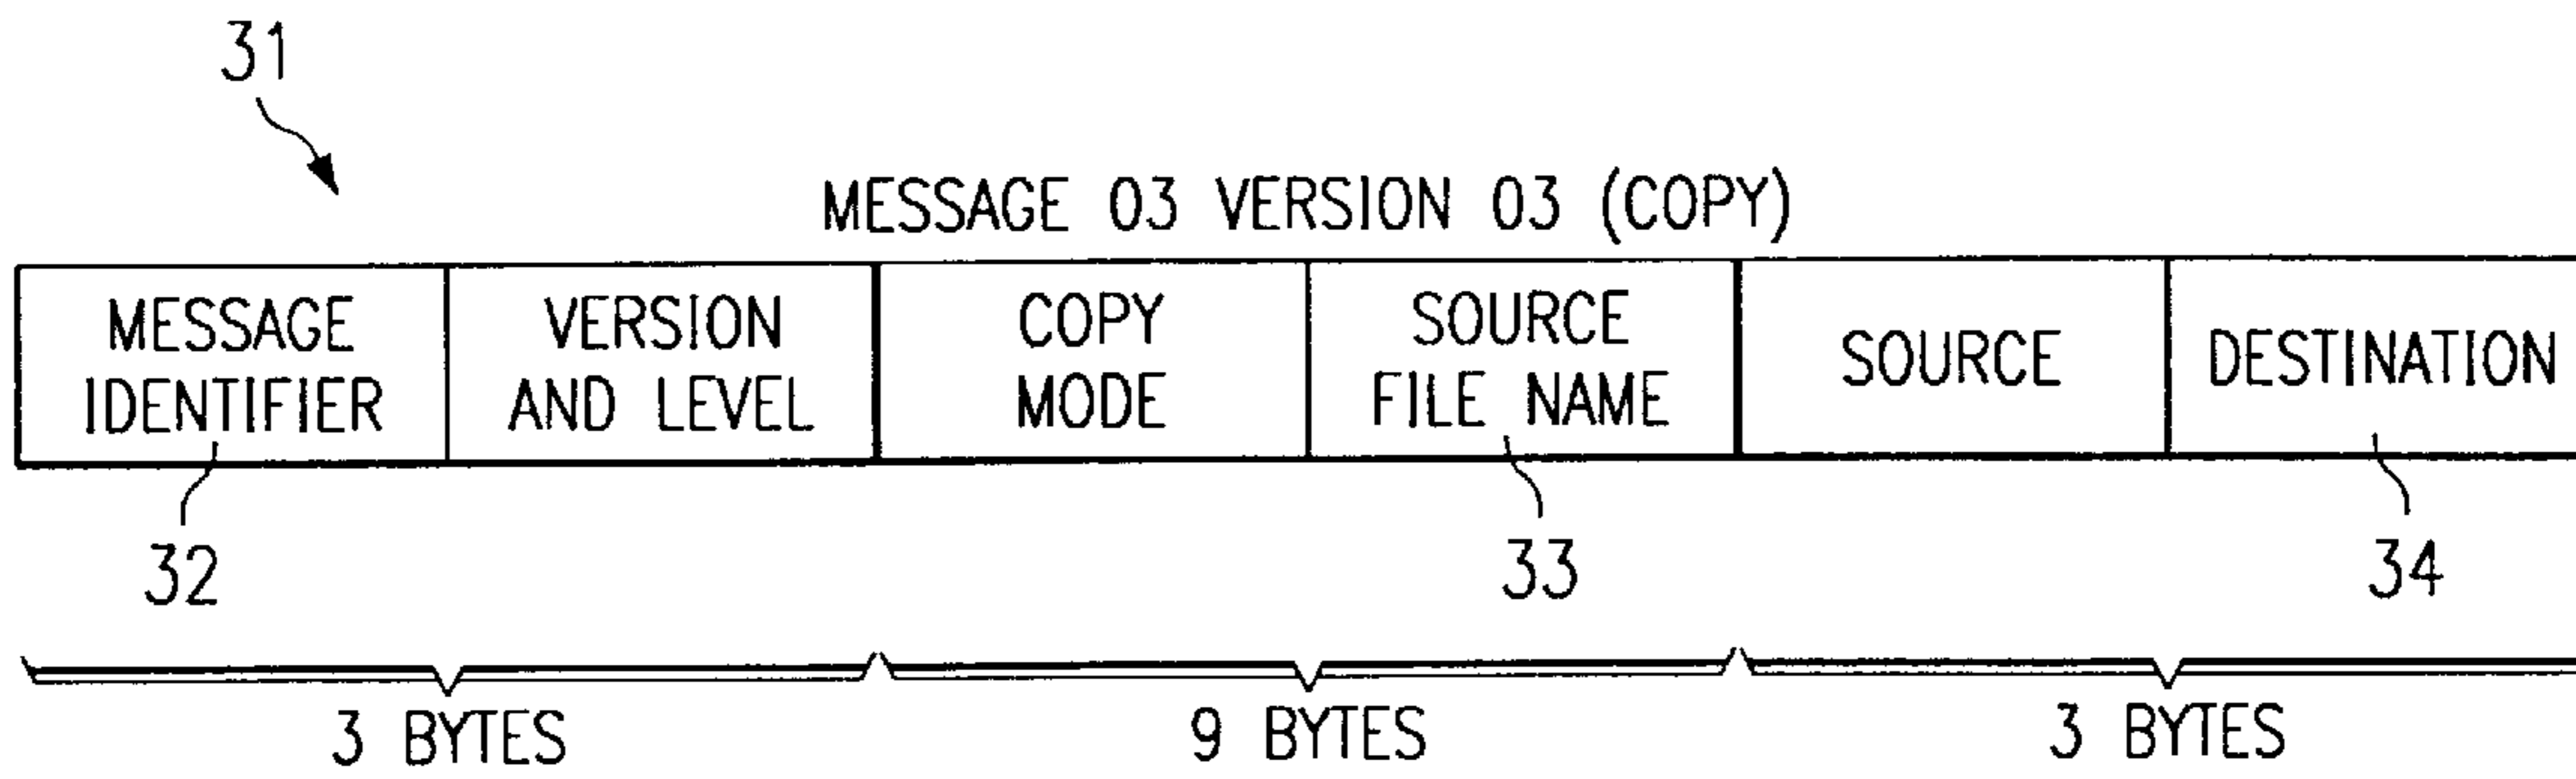 31
MESSAGE 03 VERSION 03 (COPY)
MESSAGE
IDENTIFIER
VERSION
AND LEVEL
COPY
MODE
SOURCE
FILE NAME
SOURCE
DESTINATION
32
33
34
3 BYTES
9 BYTES
3 BYTES